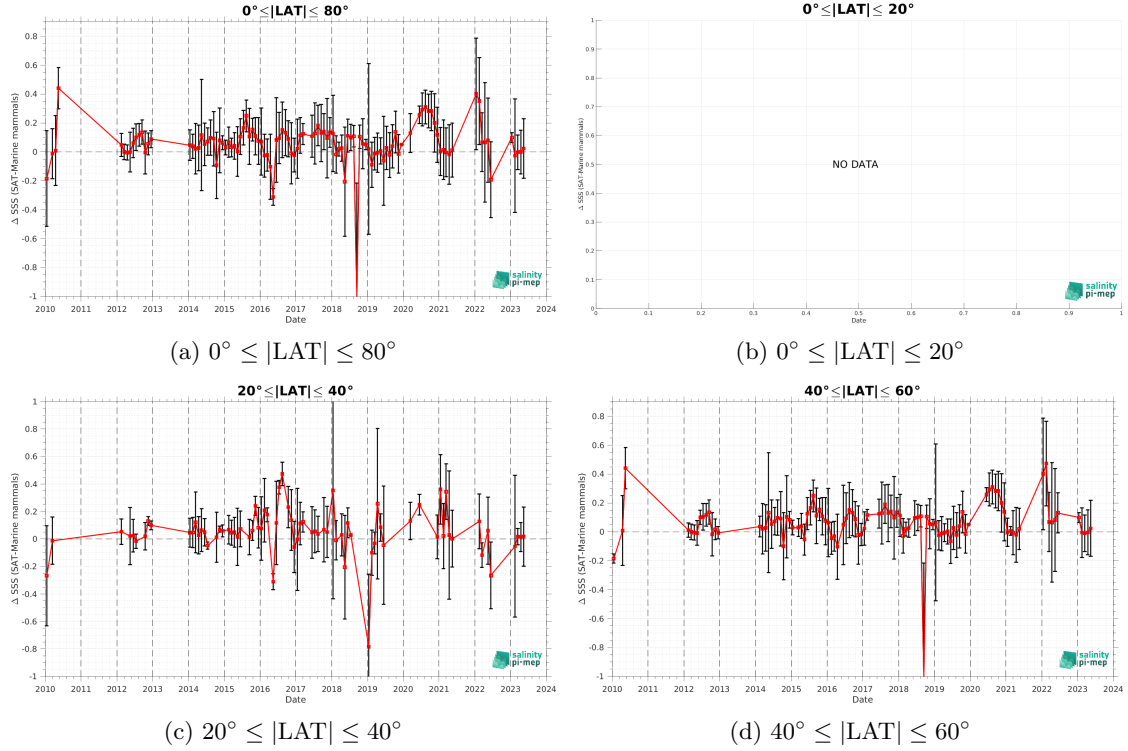 0°≤|LAT|≤ 80°
Δ SSS (SAT-Marine mammals)
0.8
0.6
0.4
0.2
0
-0.2
-0.4
-0.6
-0.8
-1
2010 2011 2012 2013 2014 2015 2016 2017 2018 2019 2020 2021 2022 2023 2024
Date
salinity
pi-mep
(a) 0° ≤ |LAT| ≤ 80°
0°≤|LAT|≤ 20°
Δ SSS (SAT-Marine mammals)
1
0.9
0.8
0.7
0.6
0.5
0.4
0.3
0.2
0.1
0
NO DATA
0 0.1 0.2 0.3 0.4 0.5 0.6 0.7 0.8 0.9 1
Date
salinity
pi-mep
(b) 0° ≤ |LAT| ≤ 20°
20°≤|LAT|≤ 40°
Δ SSS (SAT-Marine mammals)
1
0.8
0.6
0.4
0.2
0
-0.2
-0.4
-0.6
-0.8
-1
2010 2011 2012 2013 2014 2015 2016 2017 2018 2019 2020 2021 2022 2023 2024
Date
salinity
pi-mep
(c) 20° ≤ |LAT| ≤ 40°
40°≤|LAT|≤ 60°
Δ SSS (SAT-Marine mammals)
0.8
0.6
0.4
0.2
0
-0.2
-0.4
-0.6
-0.8
-1
2010 2011 2012 2013 2014 2015 2016 2017 2018 2019 2020 2021 2022 2023 2024
Date
salinity
pi-mep
(d) 40° ≤ |LAT| ≤ 60°